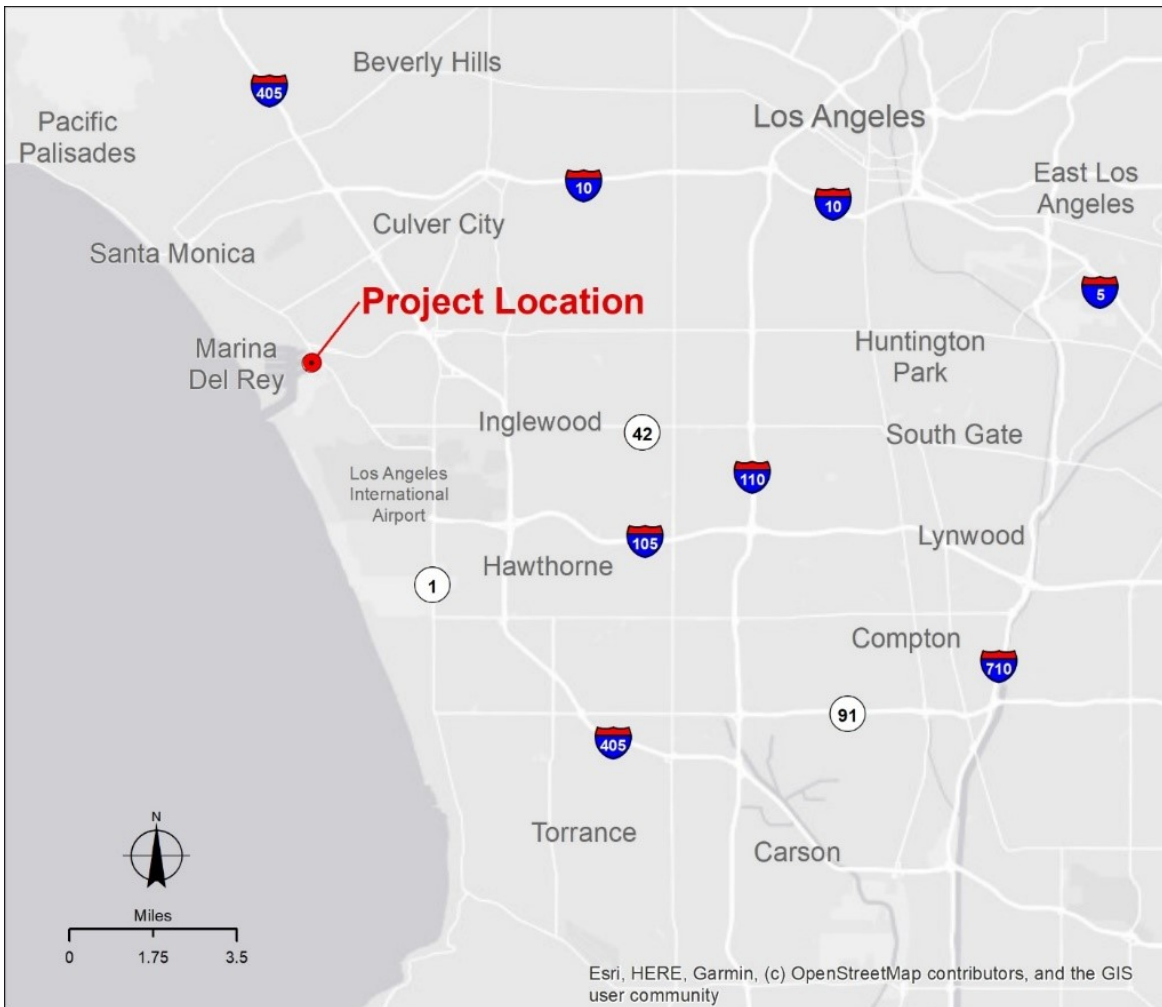 Beverly Hills
405
Pacific
Palisades
Los Angeles
10
10
East Los
Angeles
Culver City
Santa Monica
Project Location
5
Marina
Del Rey
Huntington
Park
Inglewood
42
South Gate
Los Angeles
International
Airport
110
105
Lynwood
Hawthorne
1
Compton
710
91
405
Torrance
Carson
N
Miles
0 1.75 3.5
Esri, HERE, Garmin, (c) OpenStreetMap contributors, and the GIS
user community